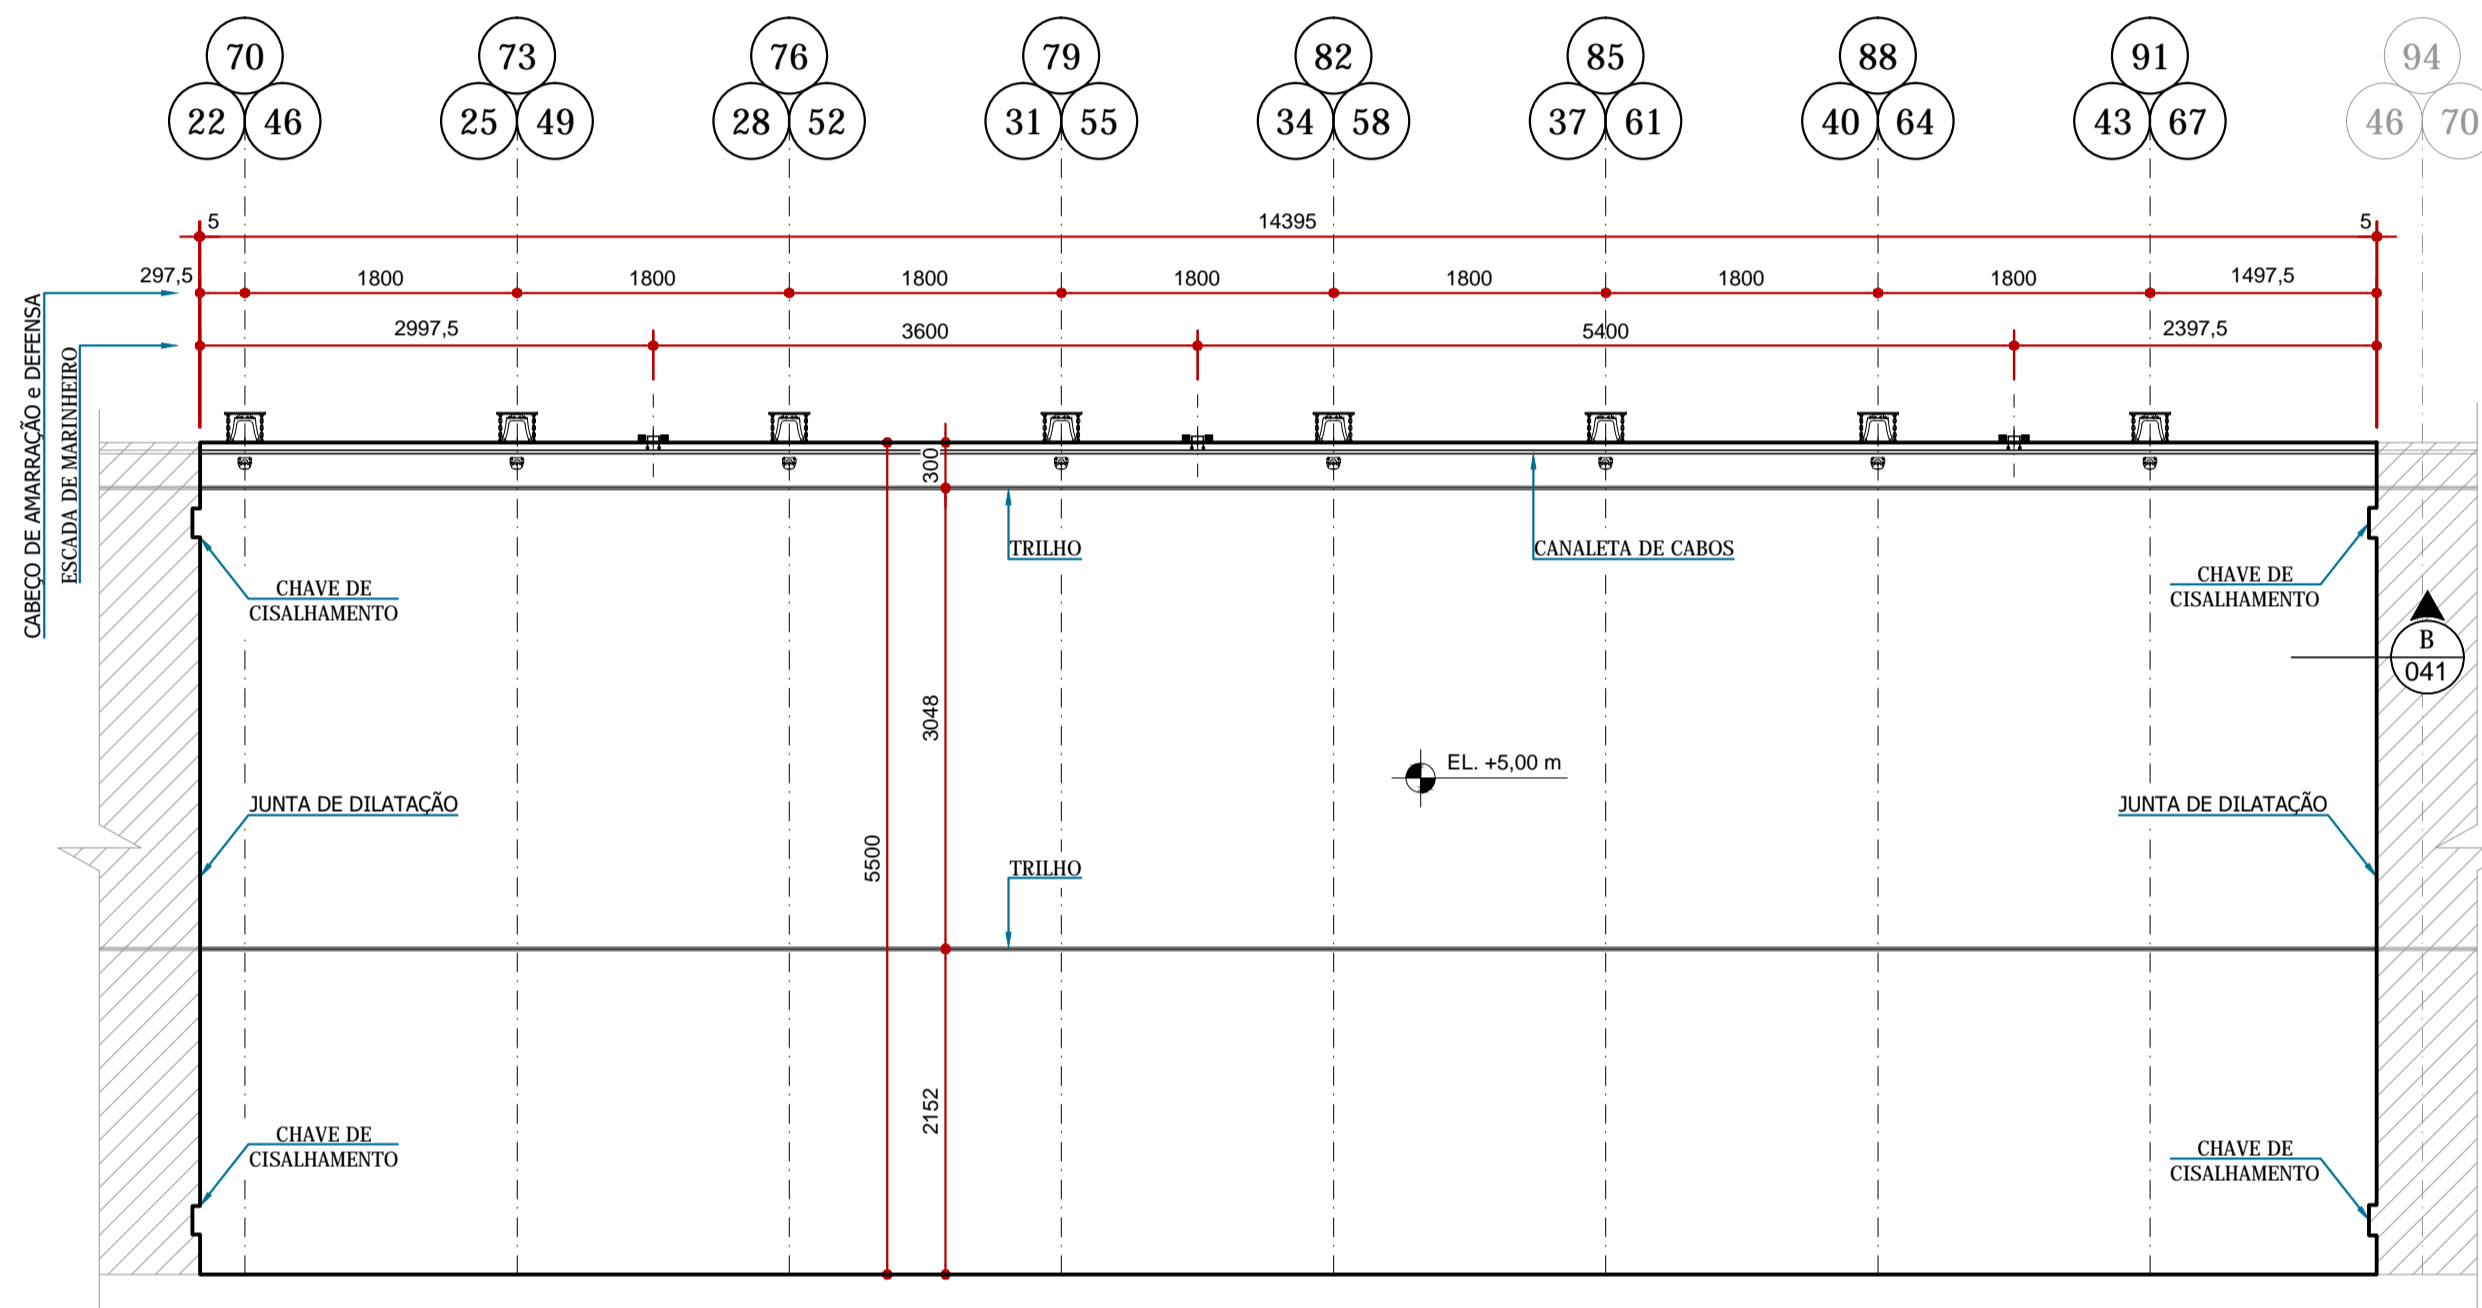 70 73 76 79 82 85 88 91 94
22 46 25 49 28 52 31 55 34 58 37 61 40 64 43 67 46 70
5 14395 5
297,5 1800 1800 1800 1800 1800 1800 1800 1497,5
2997,5 3600 5400 2397,5
CABEÇO DE AMARRAÇÃO e DEFENSA
ESCADA DE MARINHEIRO
300
TRILHO
CANALETA DE CABOS
CHAVE DE
CISALHAMENTO
CHAVE DE
CISALHAMENTO
B
041
3048
EL. +5,00 m
JUNTA DE DILATAÇÃO
JUNTA DE DILATAÇÃO
5500
TRILHO
2152
CHAVE DE
CISALHAMENTO
CHAVE DE
CISALHAMENTO